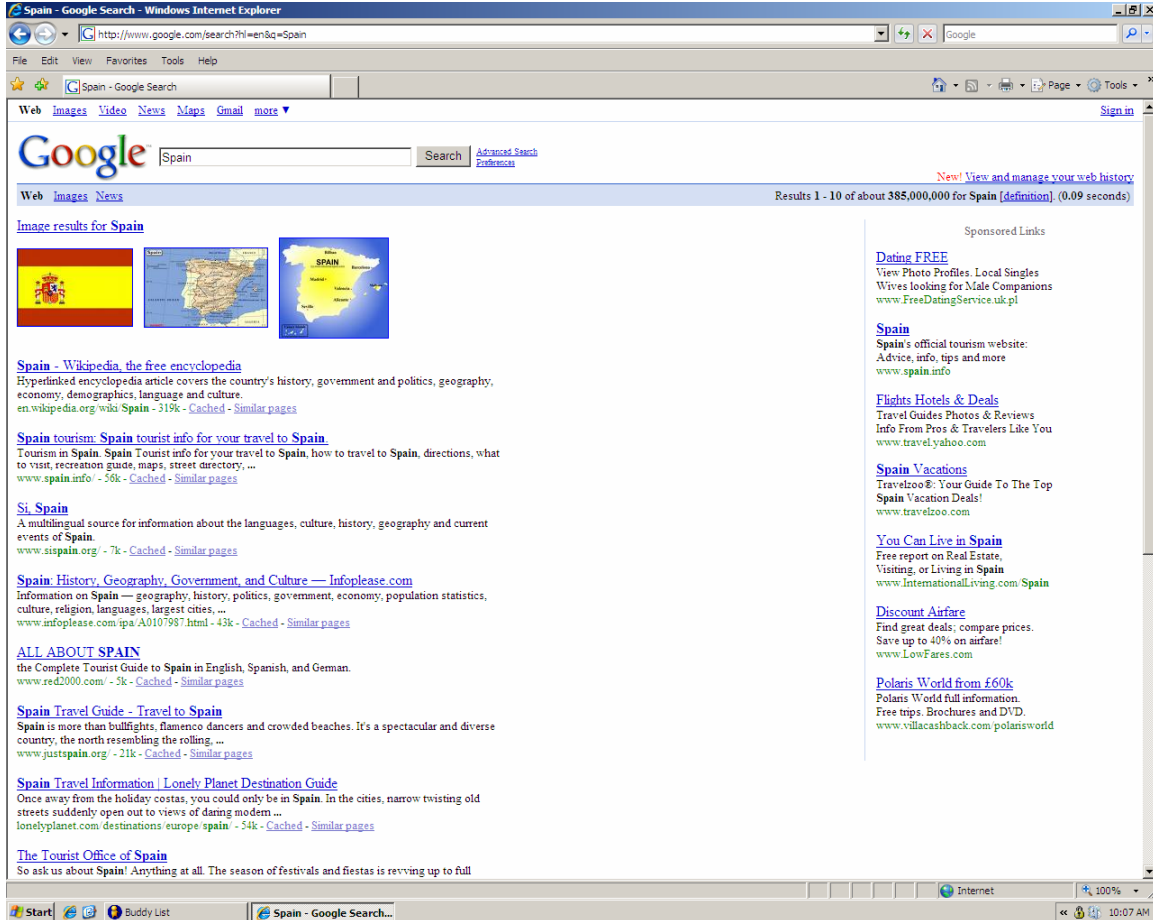 Spain - Google Search - Windows Internet Explorer
http://www.google.com/search?hl=en&q=Spain
Google
File Edit View Favorites Tools Help
Spain - Google Search
Page Tools
Web Images Video News Maps Gmail more ▼
Sign in
Google
Spain
Search
Advanced Search
Preferences
New! View and manage your web history
Web Images News
Results 1 - 10 of about 385,000,000 for Spain [definition]. (0.09 seconds)
Image results for Spain
SPAIN
Spain - Wikipedia, the free encyclopedia
Hyperlinked encyclopedia article covers the country's history, government and politics, geography,
economy, demographics, language and culture.
en.wikipedia.org/wiki/Spain - 319k - Cached - Similar pages
Spain tourism: Spain tourist info for your travel to Spain.
Tourism in Spain. Spain Tourist info for your travel to Spain, how to travel to Spain, directions, what
to visit, recreation guide, maps, street directory, ...
www.spain.info/ - 56k - Cached - Similar pages
Si, Spain
A multilingual source for information about the languages, culture, history, geography and current
events of Spain.
www.sispain.org/ - 7k - Cached - Similar pages
Spain: History, Geography, Government, and Culture — Infoplease.com
Information on Spain — geography, history, politics, government, economy, population statistics,
culture, religion, languages, largest cities, ...
www.infoplease.com/ipa/A0107987.html - 43k - Cached - Similar pages
ALL ABOUT SPAIN
the Complete Tourist Guide to Spain in English, Spanish, and German.
www.red2000.com/ - 5k - Cached - Similar pages
Spain Travel Guide - Travel to Spain
Spain is more than bullfights, flamenco dancers and crowded beaches. It's a spectacular and diverse
country, the north resembling the rolling, ...
www.justspain.org/ - 21k - Cached - Similar pages
Spain Travel Information | Lonely Planet Destination Guide
Once away from the holiday costas, you could only be in Spain. In the cities, narrow twisting old
streets suddenly open out to views of daring modern ...
lonelyplanet.com/destinations/europe/spain/ - 54k - Cached - Similar pages
The Tourist Office of Spain
So ask us about Spain! Anything at all. The season of festivals and fiestas is revving up to full
Sponsored Links
Dating FREE
View Photo Profiles. Local Singles
Wives looking for Male Companions
www.FreeDatingService.uk.pl
Spain
Spain's official tourism website:
Advice, info, tips and more
www.spain.info
Flights Hotels & Deals
Travel Guides Photos & Reviews
Info From Pros & Travelers Like You
www.travel.yahoo.com
Spain Vacations
Travelzoo®: Your Guide To The Top
Spain Vacation Deals!
www.travelzoo.com
You Can Live in Spain
Free report on Real Estate,
Visiting, or Living in Spain
www.InternationalLiving.com/Spain
Discount Airfare
Find great deals; compare prices.
Save up to 40% on airfare!
www.LowFares.com
Polaris World from £60k
Polaris World full information.
Free trips. Brochures and DVD.
www.villacashback.com/polarisworld
Internet
100%
Start
Buddy List
Spain - Google Search...
10:07 AM